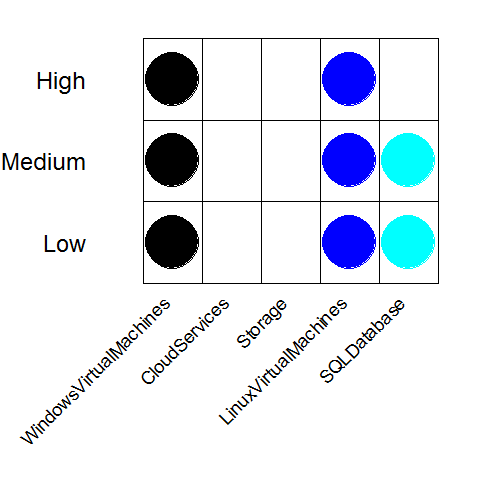 High
Medium
Low
WindowsVirtualMachines
CloudServices
Storage
LinuxVirtualMachines
SQLDatabase